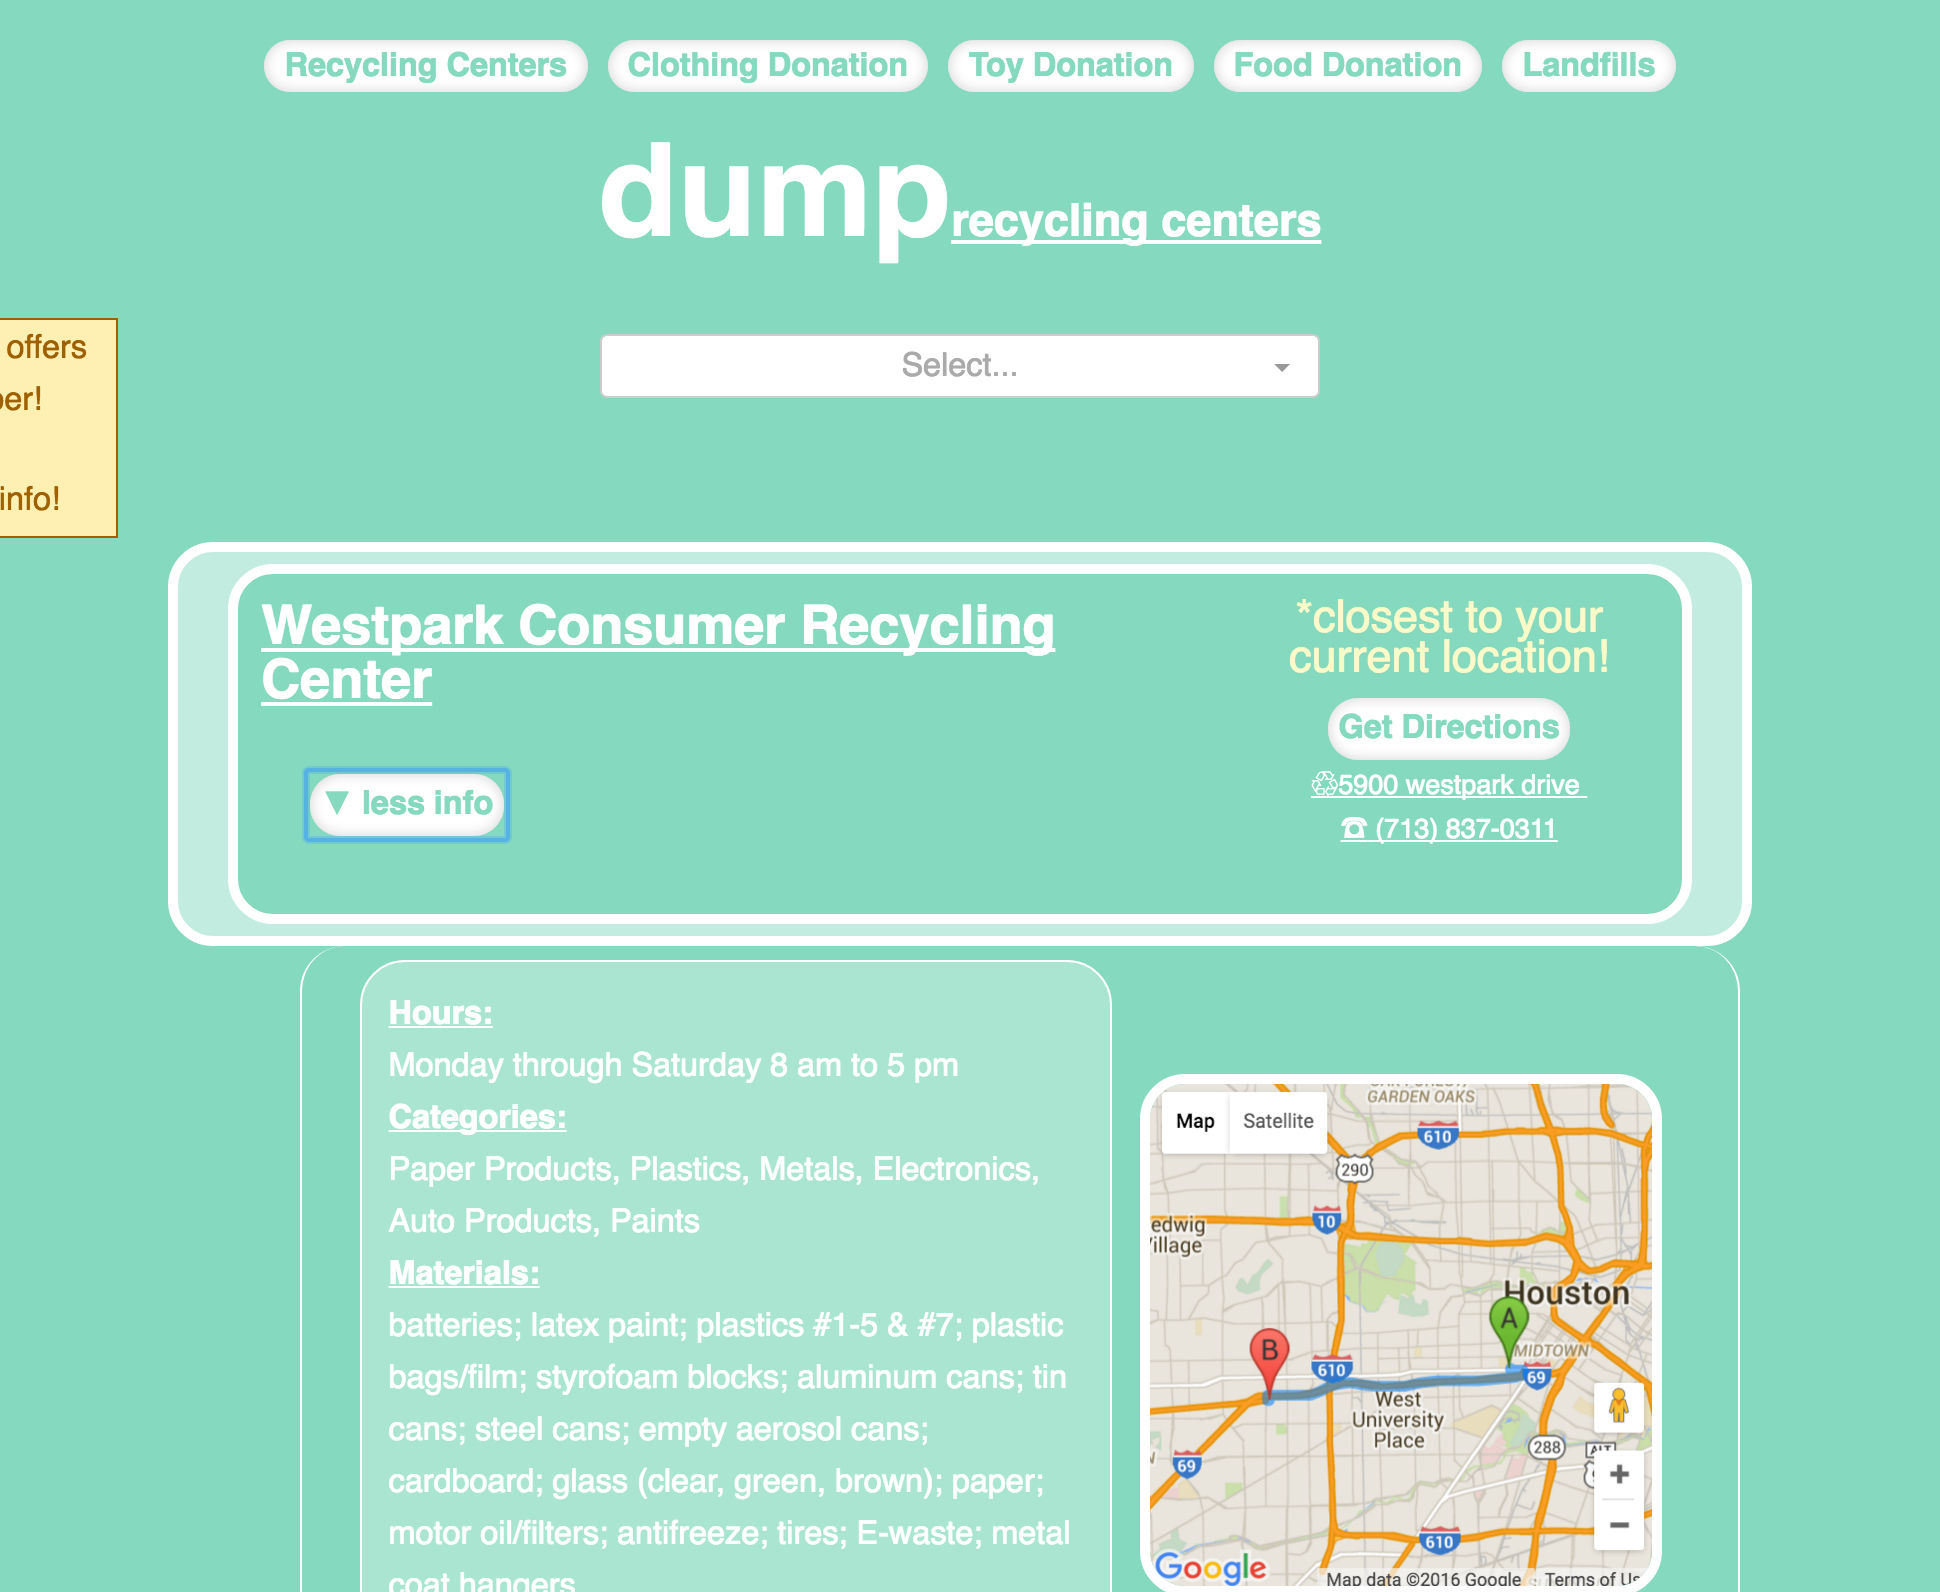 Recycling Centers Clothing Donation Toy Donation Food Donation Landfills
dump recycling centers
offers
er!
info!
Select...
Westpark Consumer Recycling
Center
▼ less info
*closest to your
current location!
Get Directions
♲5900 westpark drive
☎ (713) 837-0311
Hours:
Monday through Saturday 8 am to 5 pm
Categories:
Paper Products, Plastics, Metals, Electronics,
Auto Products, Paints
Materials:
batteries; latex paint; plastics #1-5 & #7; plastic
bags/film; styrofoam blocks; aluminum cans; tin
cans; steel cans; empty aerosol cans;
cardboard; glass (clear, green, brown); paper;
motor oil/filters; antifreeze; tires; E-waste; metal
coat hangers
Map Satellite
GARDEN OAKS
610
290
10
edwig
illage
Houston
A
MIDTOWN
B
610
69
West
University
Place
288
ALT
69
+
−
610
Google
Map data ©2016 Google Terms of Us